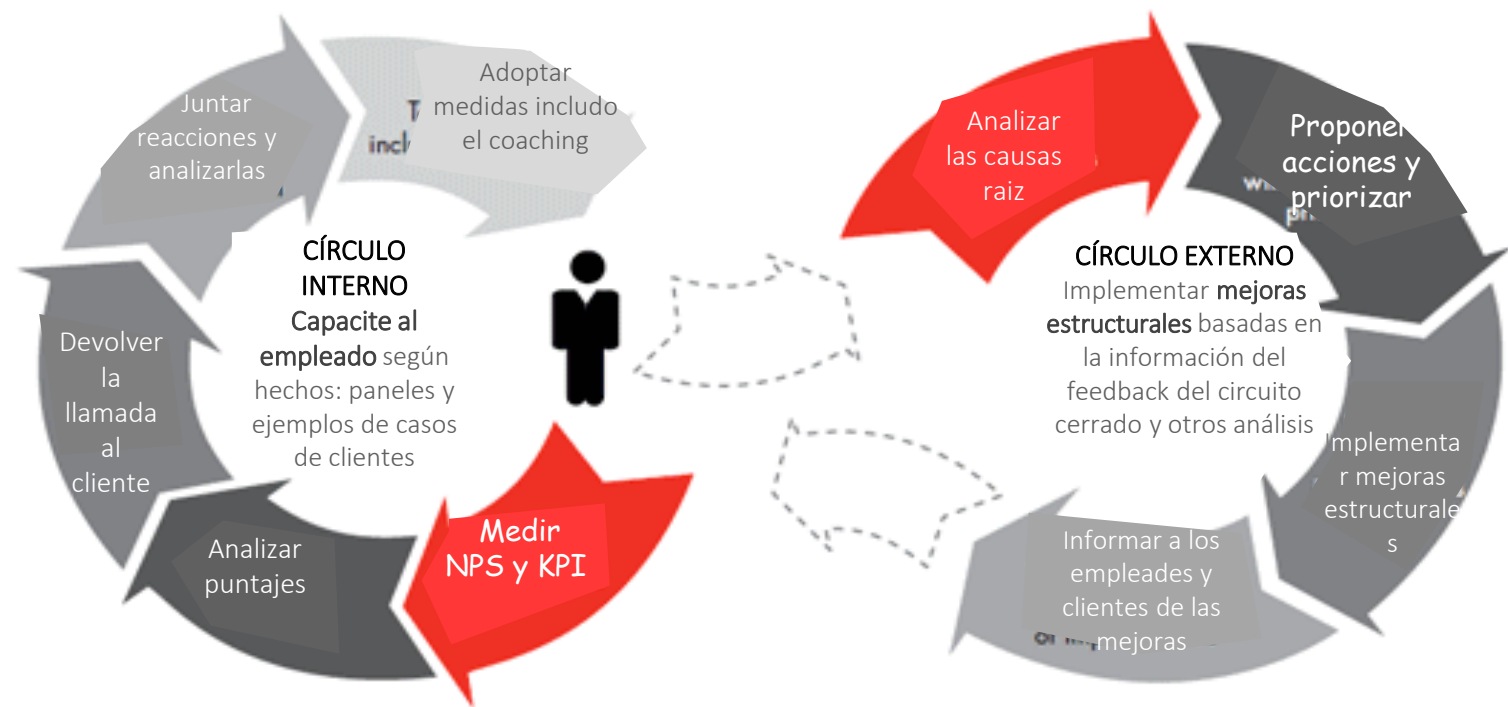 Juntar
reacciones y
analizarlas
Adoptar
medidas includo
el coaching
incl
Devolver
la
llamada
al
cliente
CÍRCULO
INTERNO
Capacite al
empleado según
hechos: paneles y
ejemplos de casos
de clientes
Analizar
puntajes
Medir
NPS y KPI
Analizar
las causas
raiz
Proponer
acciones y
priorizar
CÍRCULO EXTERNO
Implementar mejoras
estructurales basadas en
la información del
feedback del circuito
cerrado y otros análisis
Implementa
r mejoras
estructurale
s
Informar a los
empleades y
clientes de las
mejoras